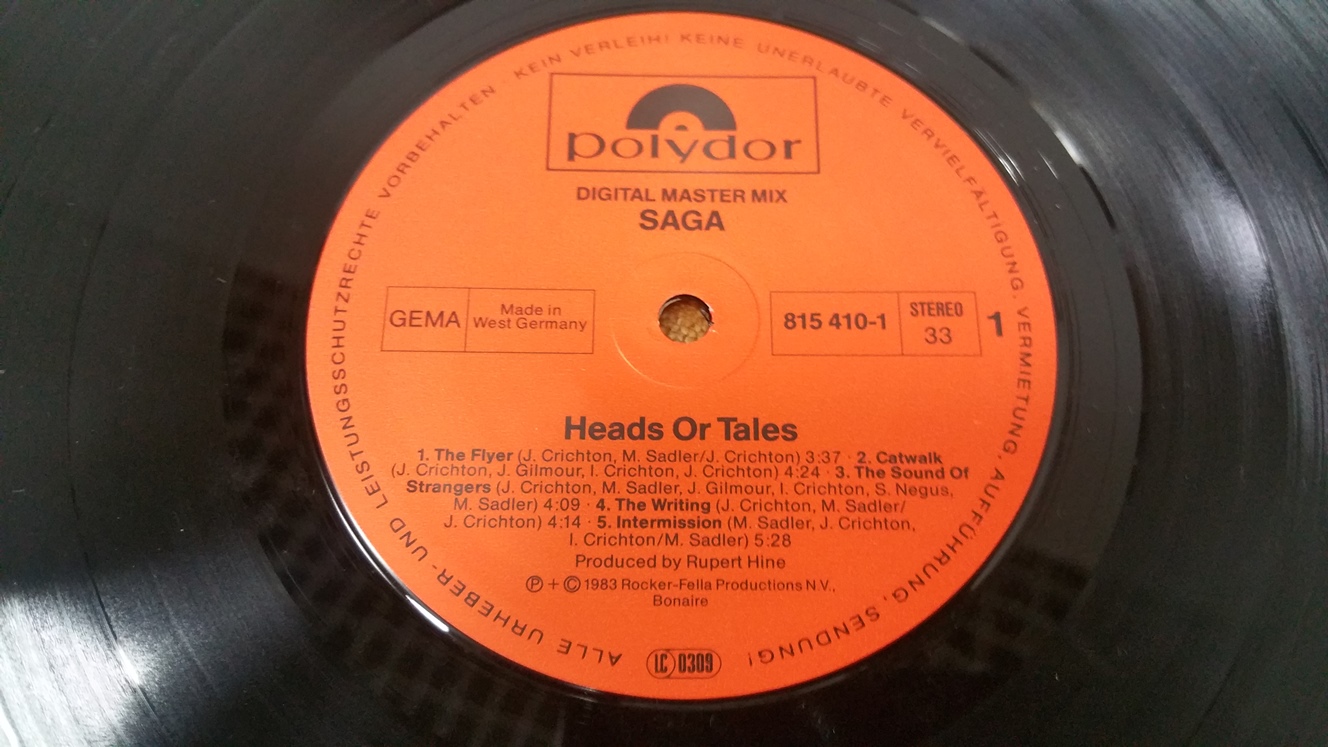 ALLE URHEBER- UND LEISTUNGSSCHUTZRECHTE VORBEHALTEN · KEIN VERLEIH! KEINE UNERLAUBTE VERVIELFÄLTIGUNG, VERMIETUNG, AUFFÜHRUNG, SENDUNG!
polydor
DIGITAL MASTER MIX
SAGA
GEMA
Made in
West Germany
815 410-1
STEREO
33
1
Heads Or Tales
1. The Flyer (J. Crichton, M. Sadler/J. Crichton) 3:37 · 2. Catwalk
(J. Crichton, J. Gilmour, I. Crichton, J. Crichton) 4:24 · 3. The Sound Of
Strangers (J. Crichton, M. Sadler, J. Gilmour, I. Crichton, S. Negus,
M. Sadler) 4:09 · 4. The Writing (J. Crichton, M. Sadler/
J. Crichton) 4:14 · 5. Intermission (M. Sadler, J. Crichton,
I. Crichton/M. Sadler) 5:28
Produced by Rupert Hine
℗ + © 1983 Rocker-Fella Productions N.V.,
Bonaire
LC 0309